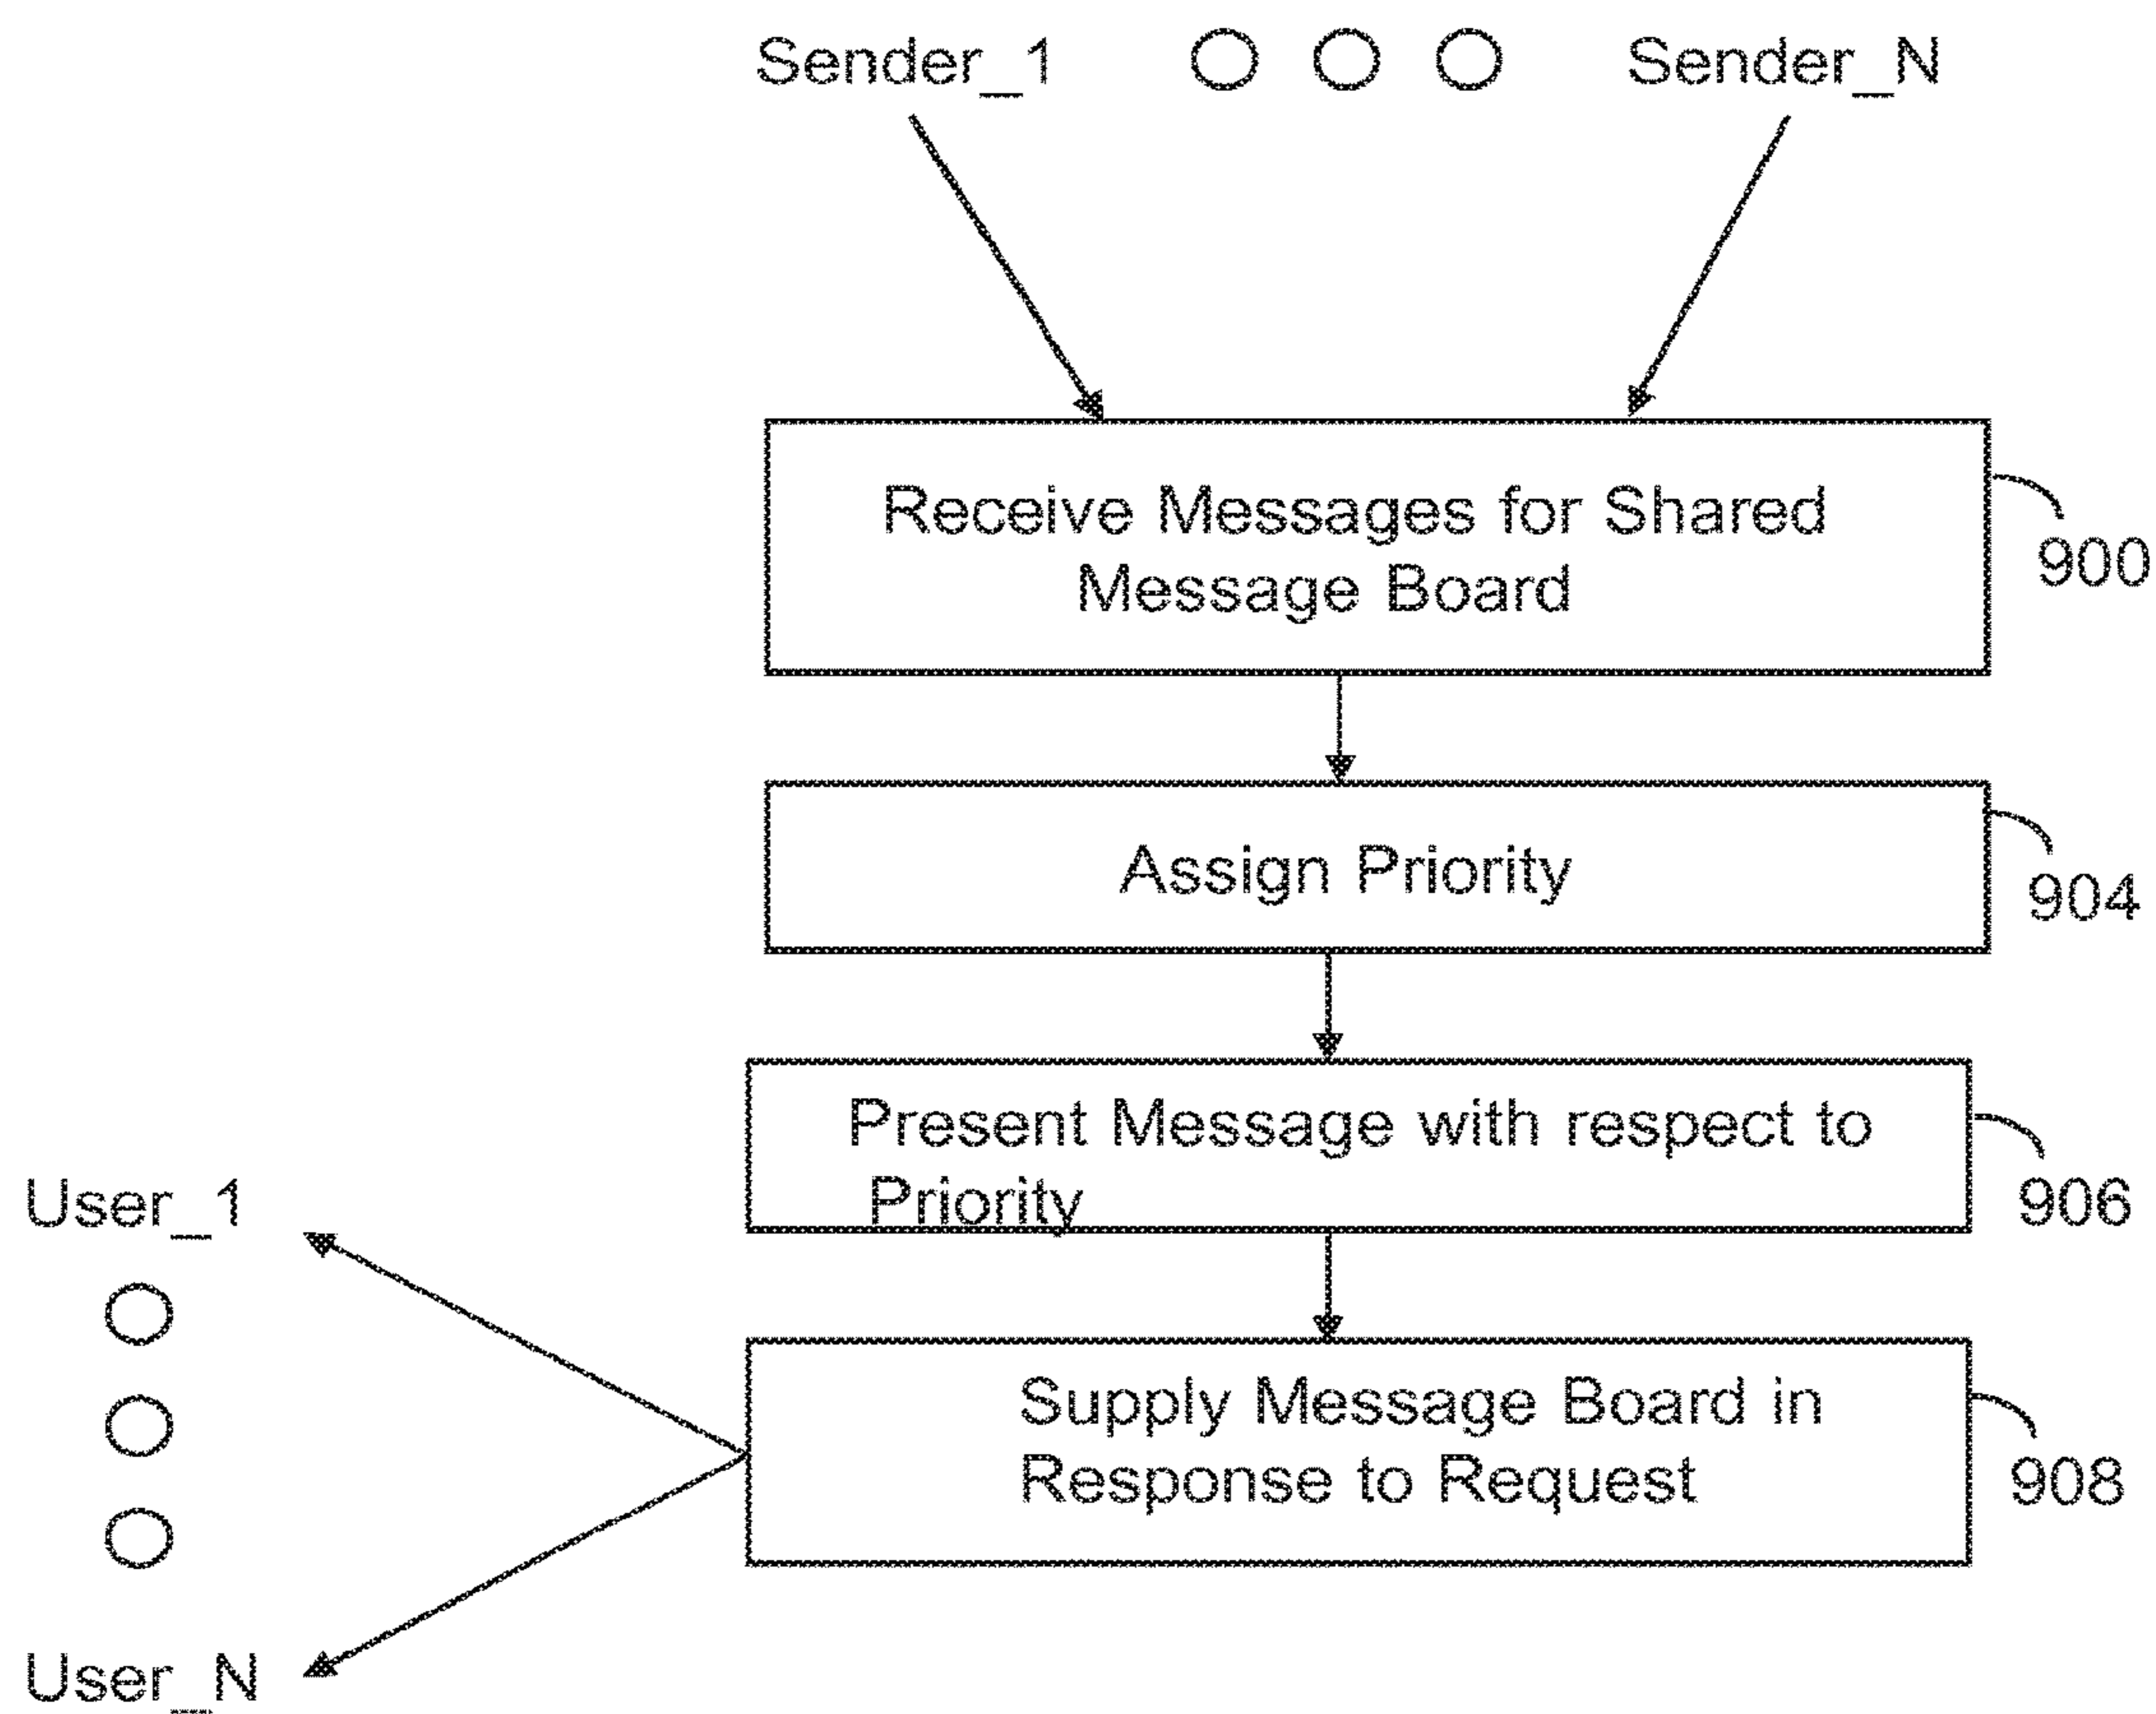 Sender_1 Sender_N
Receive Messages for Shared
Message Board
900
Assign Priority
904
Present Message with respect to
Priority
906
User_1
Supply Message Board in
Response to Request
908
User_N